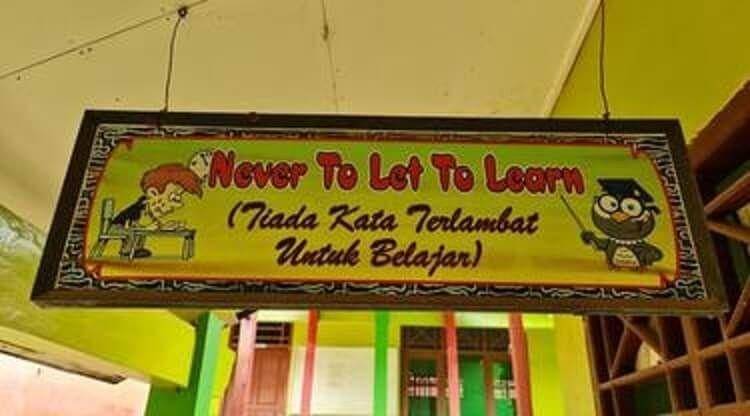 Never To Let To Learn
(Tiada Kata Terlambat
Untuk Belajar)